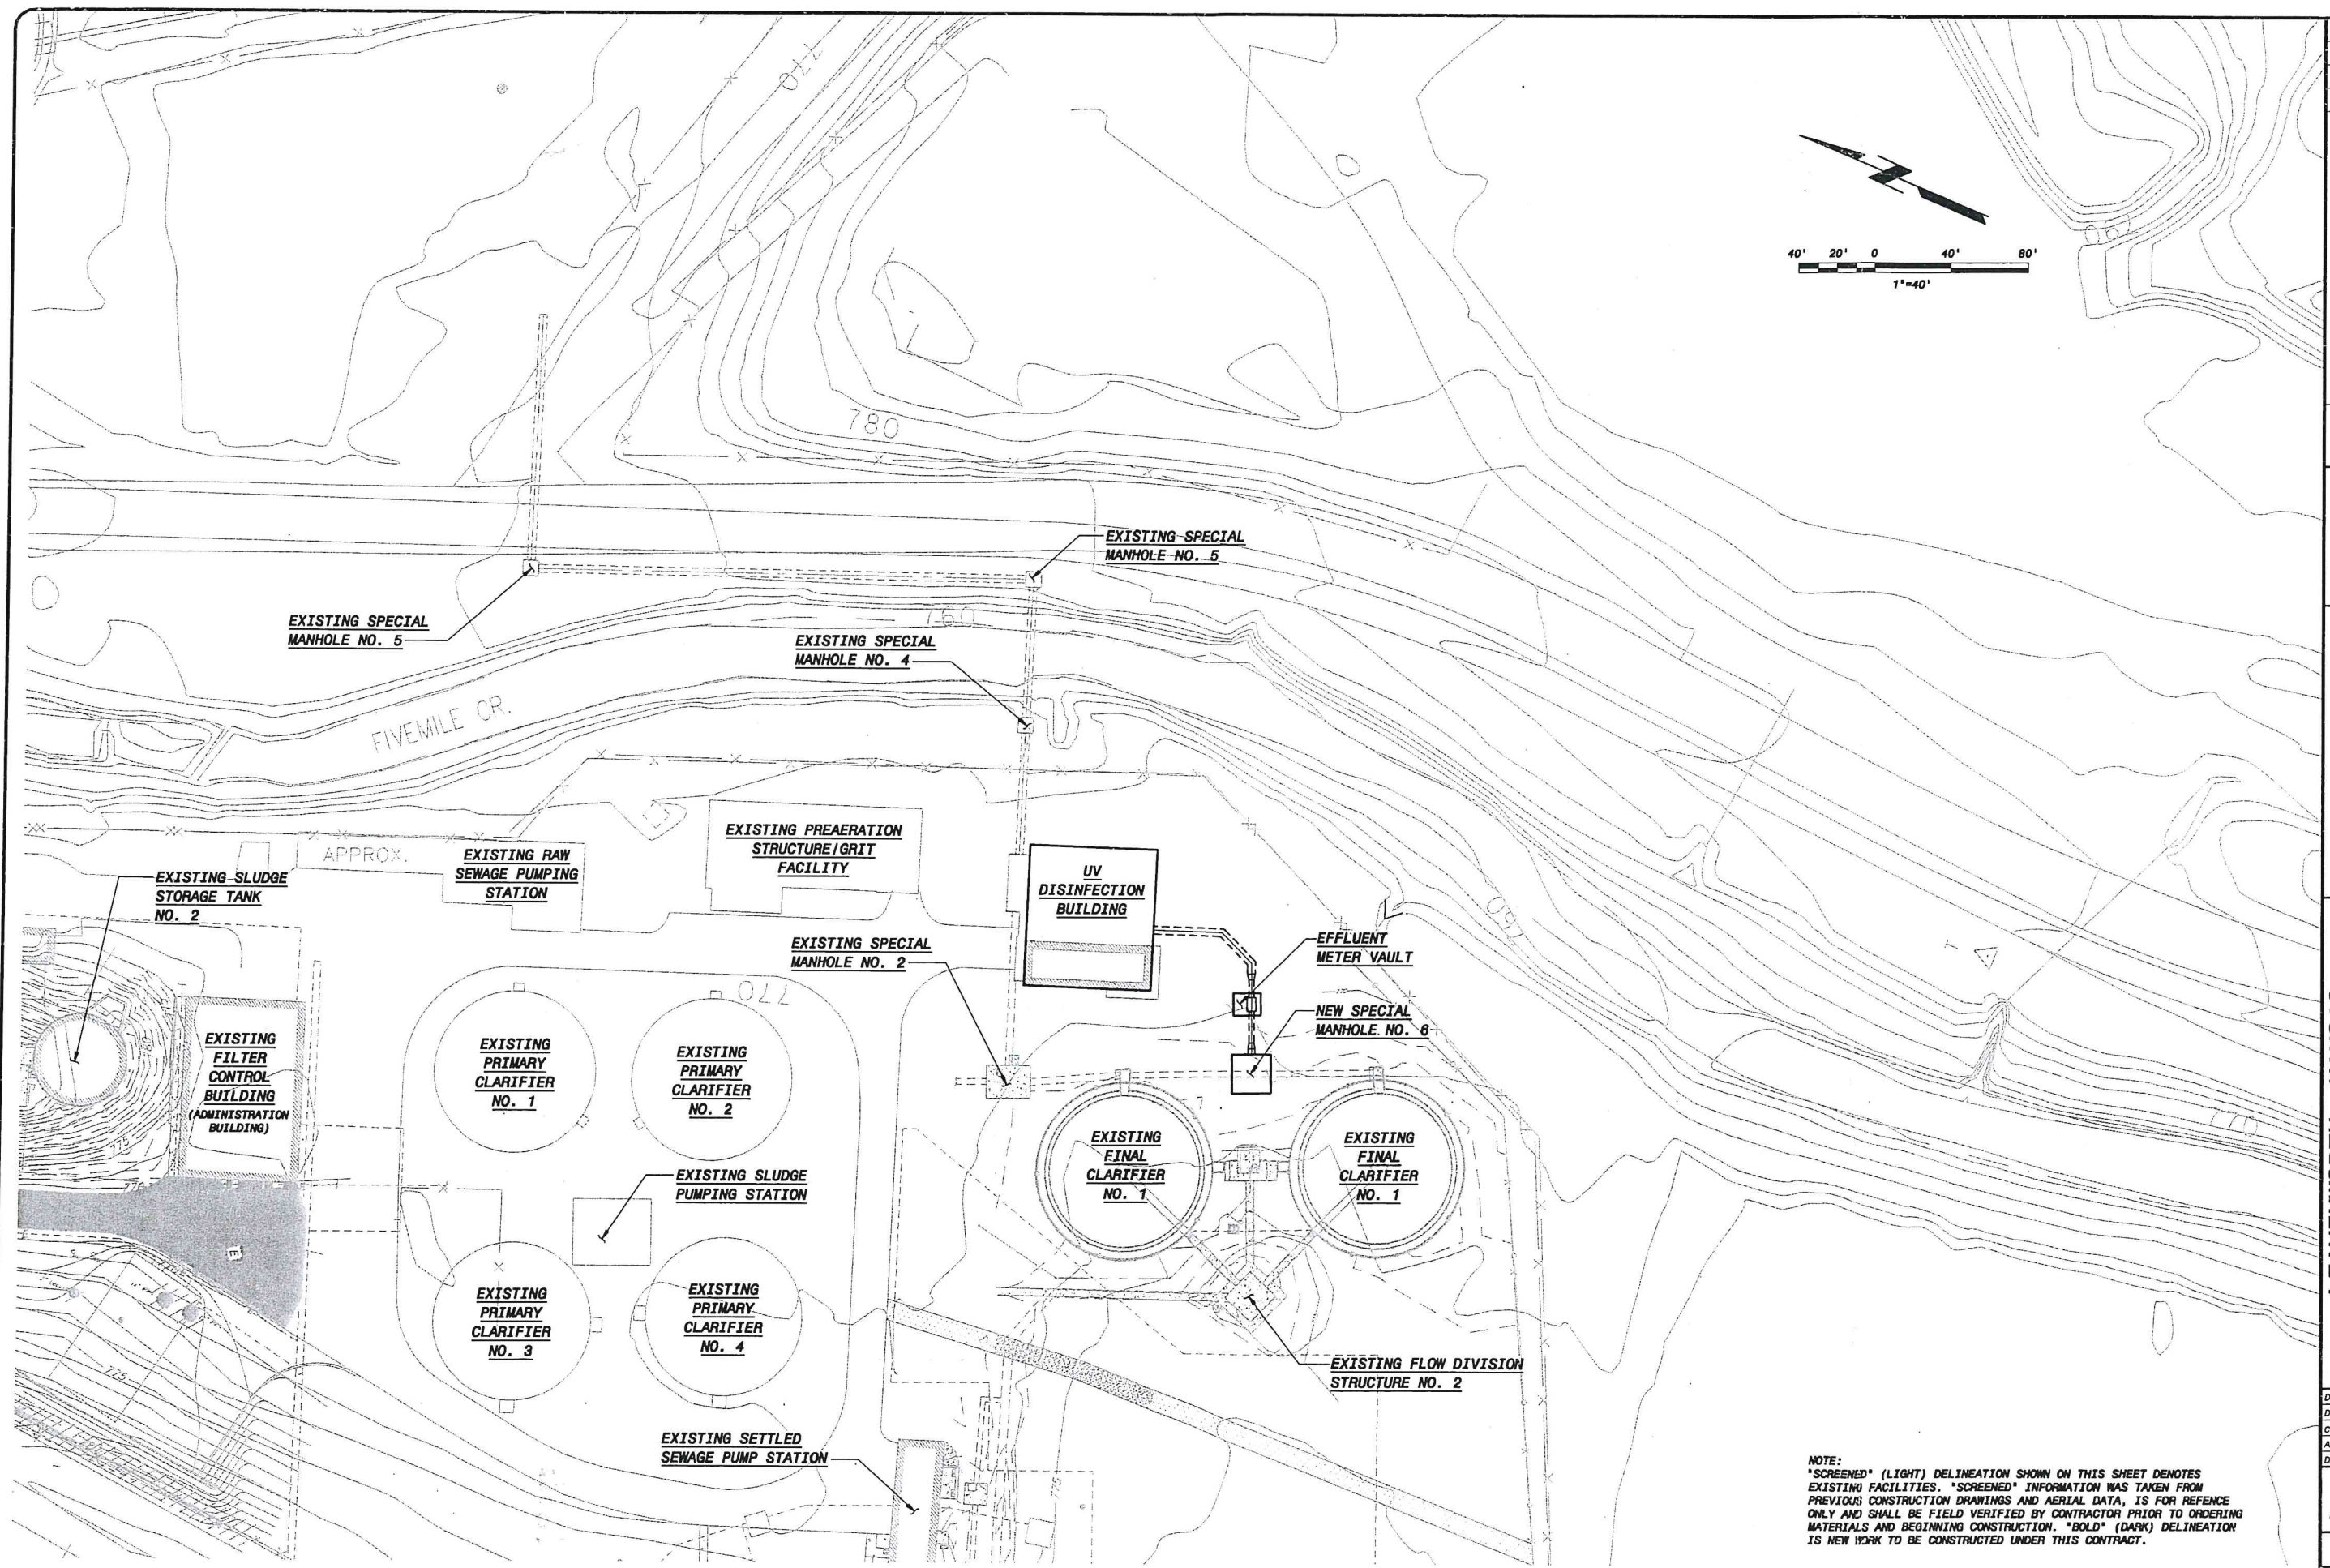 770
40' 20' 0 40' 80'
1"=40'
780
EXISTING SPECIAL
MANHOLE NO. 5
EXISTING SPECIAL
MANHOLE NO. 5
760
EXISTING SPECIAL
MANHOLE NO. 4
FIVEMILE CR.
APPROX.
EXISTING RAW
SEWAGE PUMPING
STATION
EXISTING PREAERATION
STRUCTURE/GRIT
FACILITY
UV
DISINFECTION
BUILDING
EXISTING SLUDGE
STORAGE TANK
NO. 2
760
EXISTING SPECIAL
MANHOLE NO. 2
EFFLUENT
METER VAULT
NEW SPECIAL
MANHOLE NO. 6
770
EXISTING
FILTER
CONTROL
BUILDING
(ADMINISTRATION
BUILDING)
EXISTING
PRIMARY
CLARIFIER
NO. 1
EXISTING
PRIMARY
CLARIFIER
NO. 2
EXISTING
FINAL
CLARIFIER
NO. 1
EXISTING
FINAL
CLARIFIER
NO. 1
770
EXISTING SLUDGE
PUMPING STATION
E
EXISTING
PRIMARY
CLARIFIER
NO. 3
EXISTING
PRIMARY
CLARIFIER
NO. 4
775
EXISTING FLOW DIVISION
STRUCTURE NO. 2
EXISTING SETTLED
SEWAGE PUMP STATION
NOTE:
"SCREENED" (LIGHT) DELINEATION SHOWN ON THIS SHEET DENOTES
EXISTING FACILITIES. "SCREENED" INFORMATION WAS TAKEN FROM
PREVIOUS CONSTRUCTION DRAWINGS AND AERIAL DATA, IS FOR REFENCE
ONLY AND SHALL BE FIELD VERIFIED BY CONTRACTOR PRIOR TO ORDERING
MATERIALS AND BEGINNING CONSTRUCTION. "BOLD" (DARK) DELINEATION
IS NEW WORK TO BE CONSTRUCTED UNDER THIS CONTRACT.